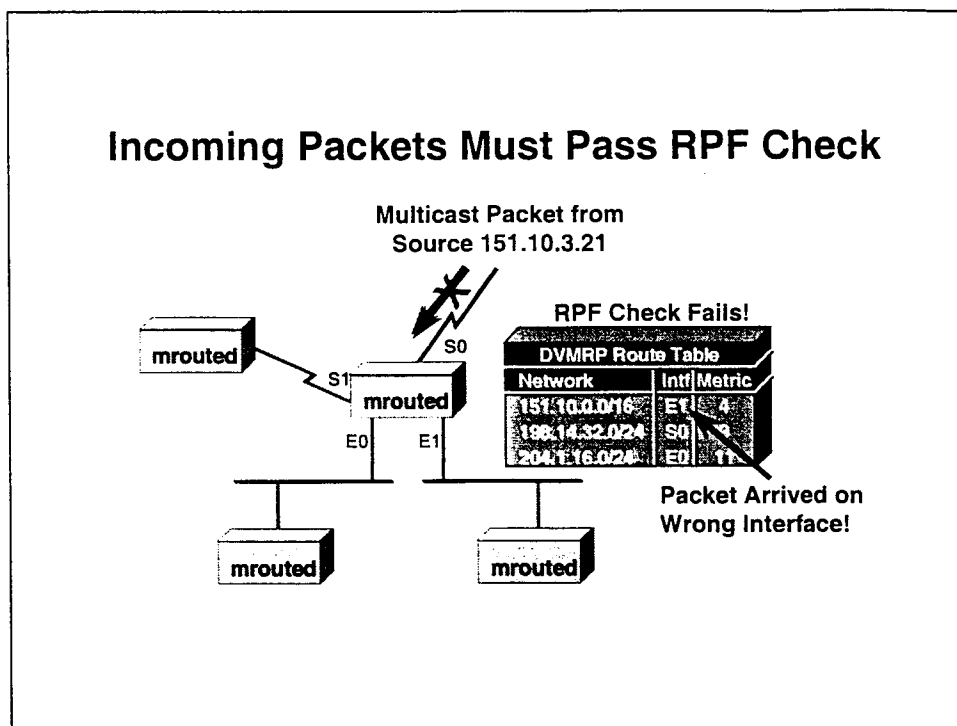 Incoming Packets Must Pass RPF Check
Multicast Packet from
Source 151.10.3.21
RPF Check Fails!
mrouted
S0
S1
mrouted
E0
E1
DVMRP Route Table
Network Intf Metric
151.10.0.0/16 E1 4
198.14.32.0/24 S0
204.1.16.0/24 E0 11
Packet Arrived on
Wrong Interface!
mrouted
mrouted